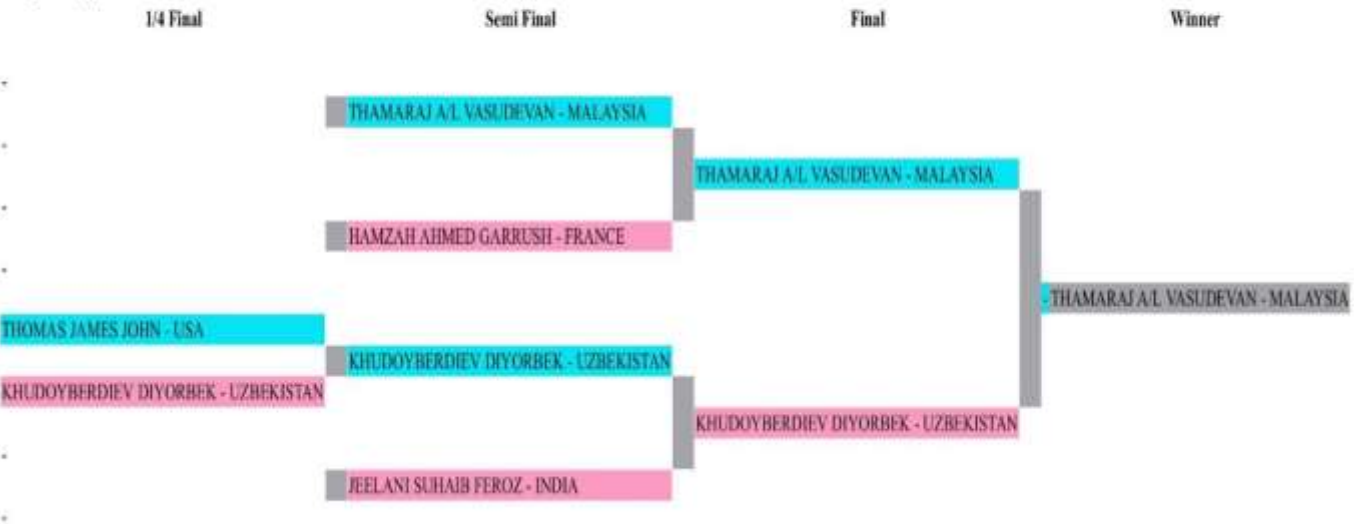 1/4 Final
Semi Final
Final
Winner
THAMARAJ A/L VASUDEVAN - MALAYSIA
THAMARAJ A/L VASUDEVAN - MALAYSIA
HAMZAH AHMED GARRUSH - FRANCE
- THAMARAJ A/L VASUDEVAN - MALAYSIA
THOMAS JAMES JOHN - USA
KHUDOYBERDIEV DIYORBEK - UZBEKISTAN
KHUDOYBERDIEV DIYORBEK - UZBEKISTAN
KHUDOYBERDIEV DIYORBEK - UZBEKISTAN
JEELANI SUHAIB FEROZ - INDIA